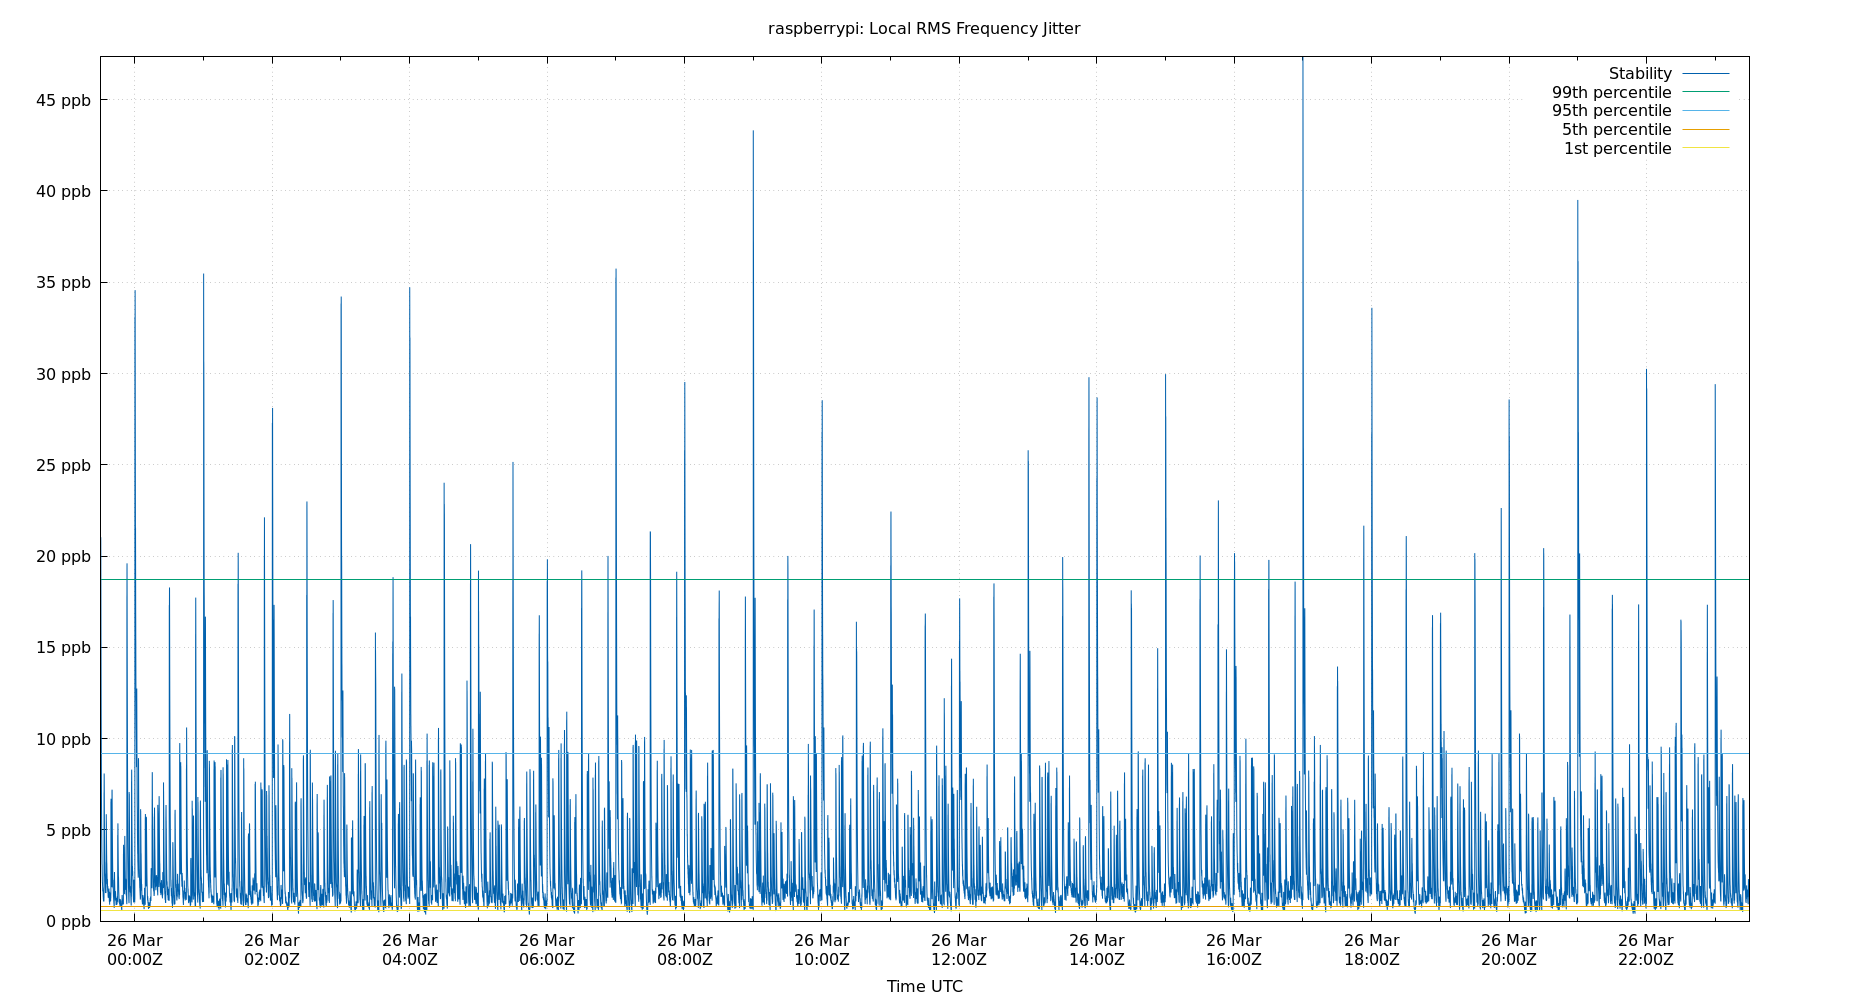 raspberrypi: Local RMS Frequency Jitter
Stability
99th percentile
95th percentile
5th percentile
1st percentile
45 ppb
40 ppb
35 ppb
30 ppb
25 ppb
20 ppb
15 ppb
10 ppb
5 ppb
0 ppb
26 Mar 26 Mar 26 Mar 26 Mar 26 Mar 26 Mar 26 Mar 26 Mar 26 Mar 26 Mar 26 Mar 26 Mar
00:00Z 02:00Z 04:00Z 06:00Z 08:00Z 10:00Z 12:00Z 14:00Z 16:00Z 18:00Z 20:00Z 22:00Z
Time UTC